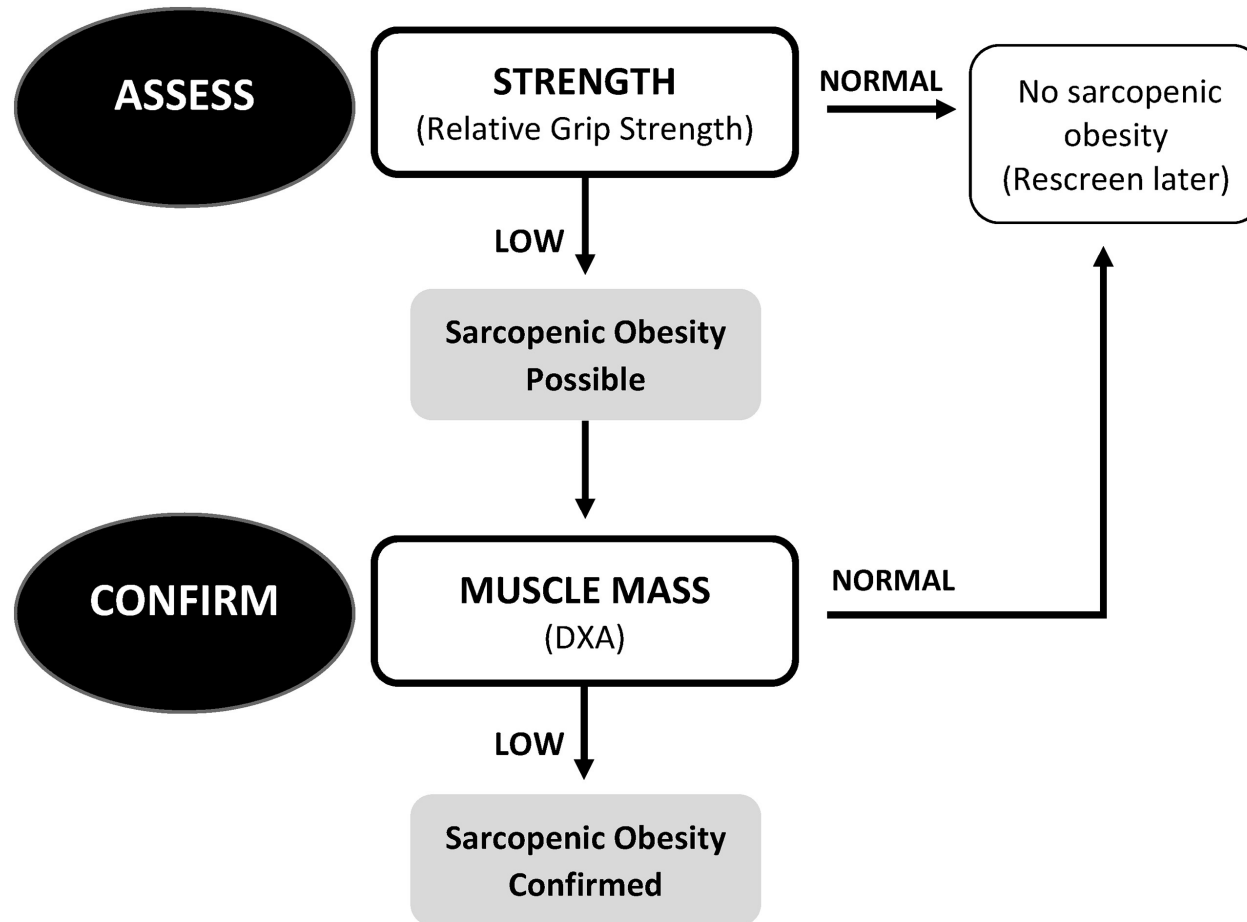 ASSESS
STRENGTH
(Relative Grip Strength)
NORMAL
No sarcopenic
obesity
(Rescreen later)
LOW
Sarcopenic Obesity
Possible
CONFIRM
MUSCLE MASS
(DXA)
NORMAL
LOW
Sarcopenic Obesity
Confirmed